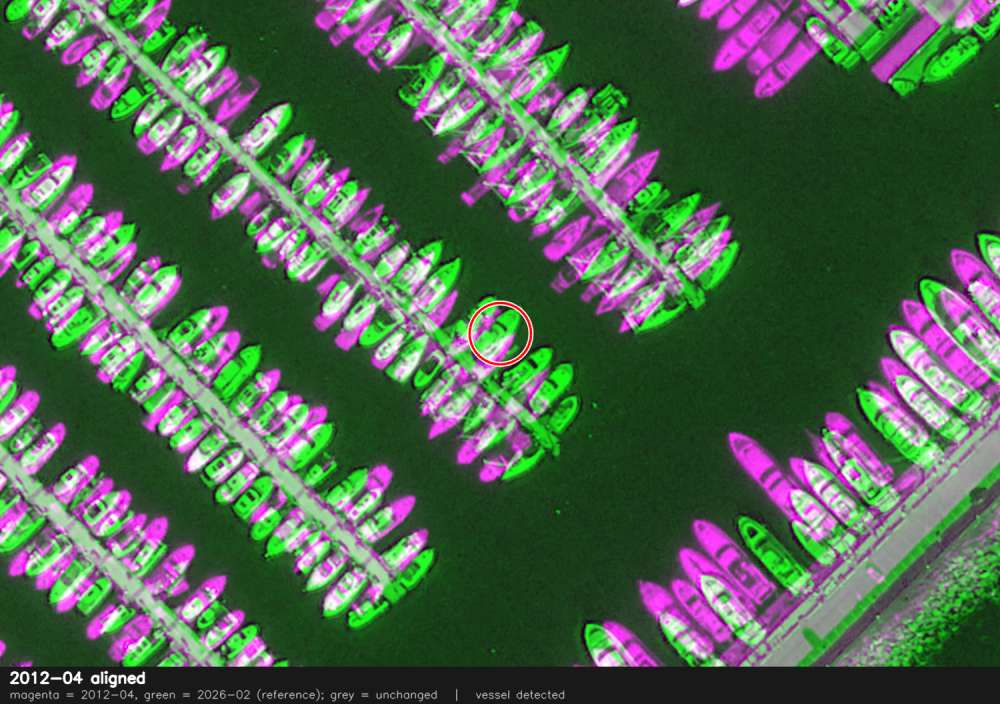 2012-04 aligned
magenta = 2012-04, green = 2026-02 (reference); grey = unchanged | vessel detected